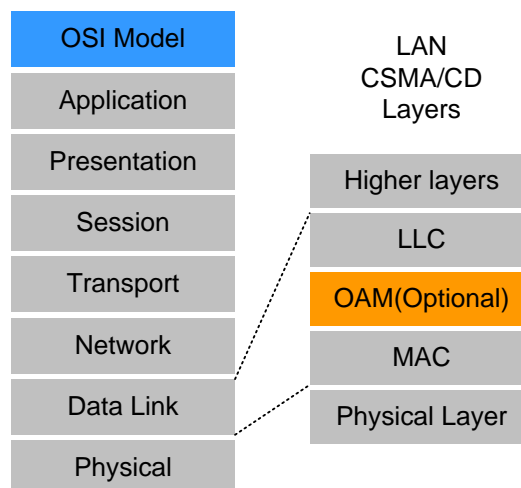 OSI Model
Application
Presentation
Session
Transport
Network
Data Link
Physical
LAN
CSMA/CD
Layers
Higher layers
LLC
OAM(Optional)
MAC
Physical Layer